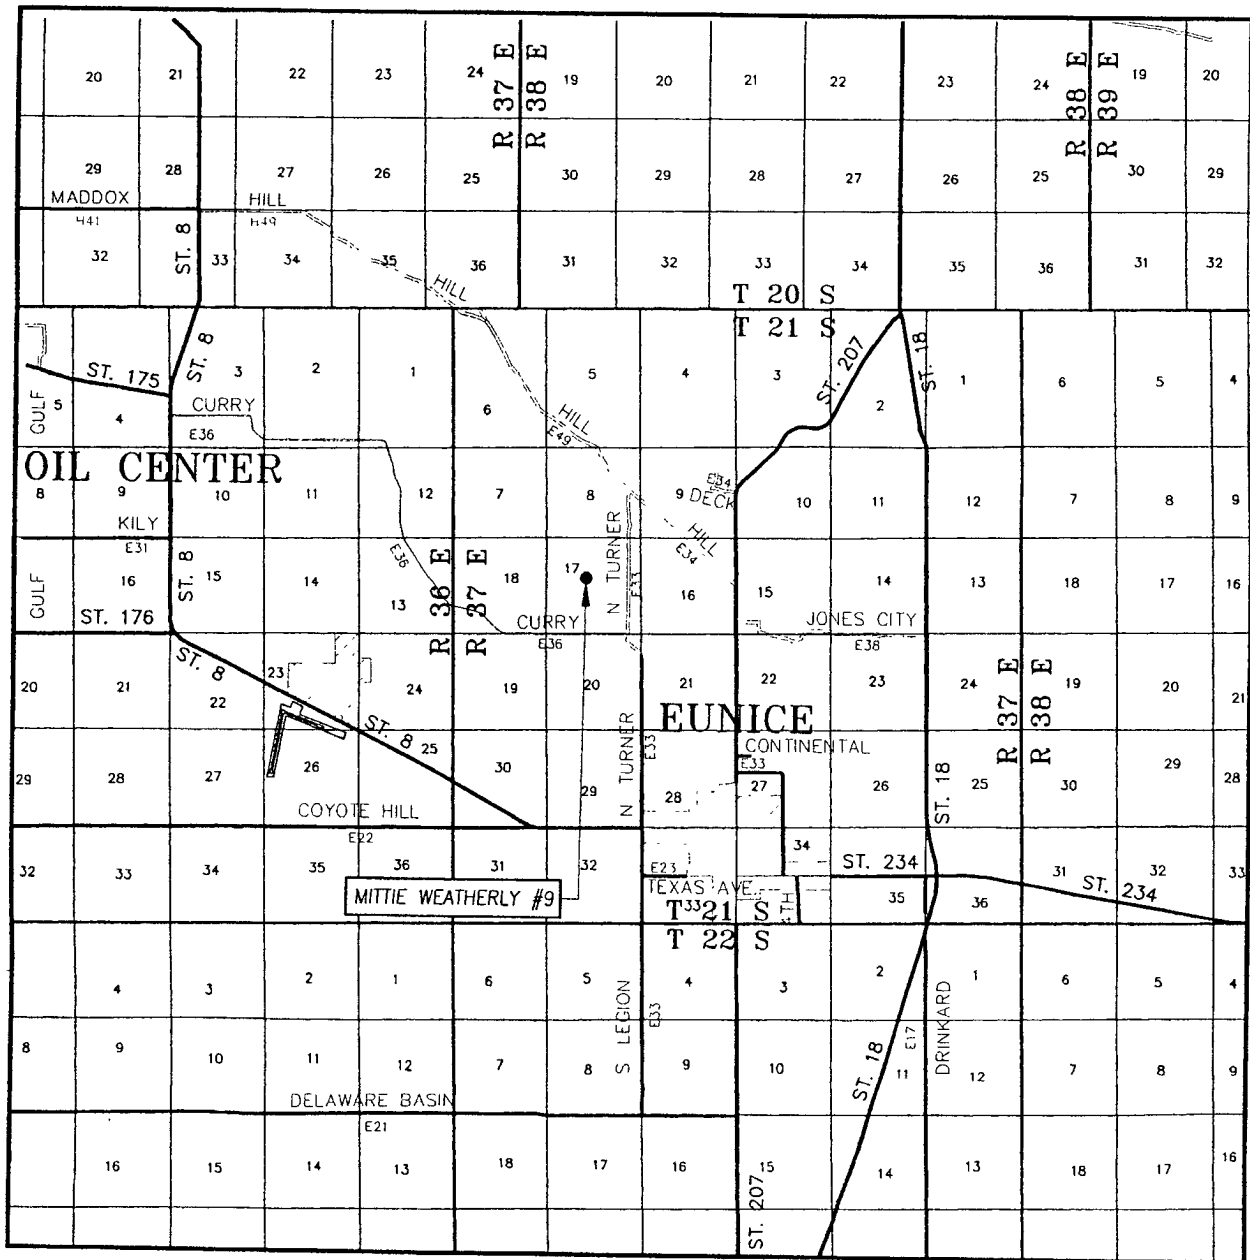 20 21 22 23 24 19 20 21 22 23 24 19 20
R 37 E
R 38 E
R 38 E
R 39 E
29 28 27 26 25 30 29 28 27 26 25 30 29
MADDOX
HILL
H41
H49
ST. 8
32 33 34 35 36 31 32 33 34 35 36 31 32
HILL
T 20 S
T 21 S
ST. 175
ST. 8
ST. 207
ST. 18
GULF
5 4 3 2 1 6 5 4 3 2 1 6 5 4
CURRY
E36
HILL
E49
OIL CENTER
8 9 10 11 12 7 8 9 10 11 12 7 8 9
E34
DECK
KILY
E31
HILL
E34
E36
N TURNER
E33
GULF
ST. 8
16 15 14 13 18 17 16 15 14 13 18 17 16
R 36 E
R 37 E
ST. 176
CURRY
E36
JONES CITY
E38
ST. 8
20 21 22 23 24 19 20 21 22 23 24 19 20 21
R 37 E
R 38 E
EUNICE
ST. 8
CONTINENTAL
E33
N TURNER
E33
29 28 27 26 25 30 29 28 27 26 25 30 29 28
ST. 18
COYOTE HILL
E22
32 33 34 35 36 31 32 34 35 36 31 32 33
E23
ST. 234
ST. 234
TEXAS AVE.
MITTIE WEATHERLY #9
4TH
T 33 21 S
T 22 S
4 3 2 1 6 5 4 3 2 1 6 5 4
S LEGION
E33
E17
DRINKARD
ST. 18
8 9 10 11 12 7 8 9 10 11 12 7 8 9
DELAWARE BASIN
E21
16 15 14 13 18 17 16 15 14 13 18 17 16
ST. 207